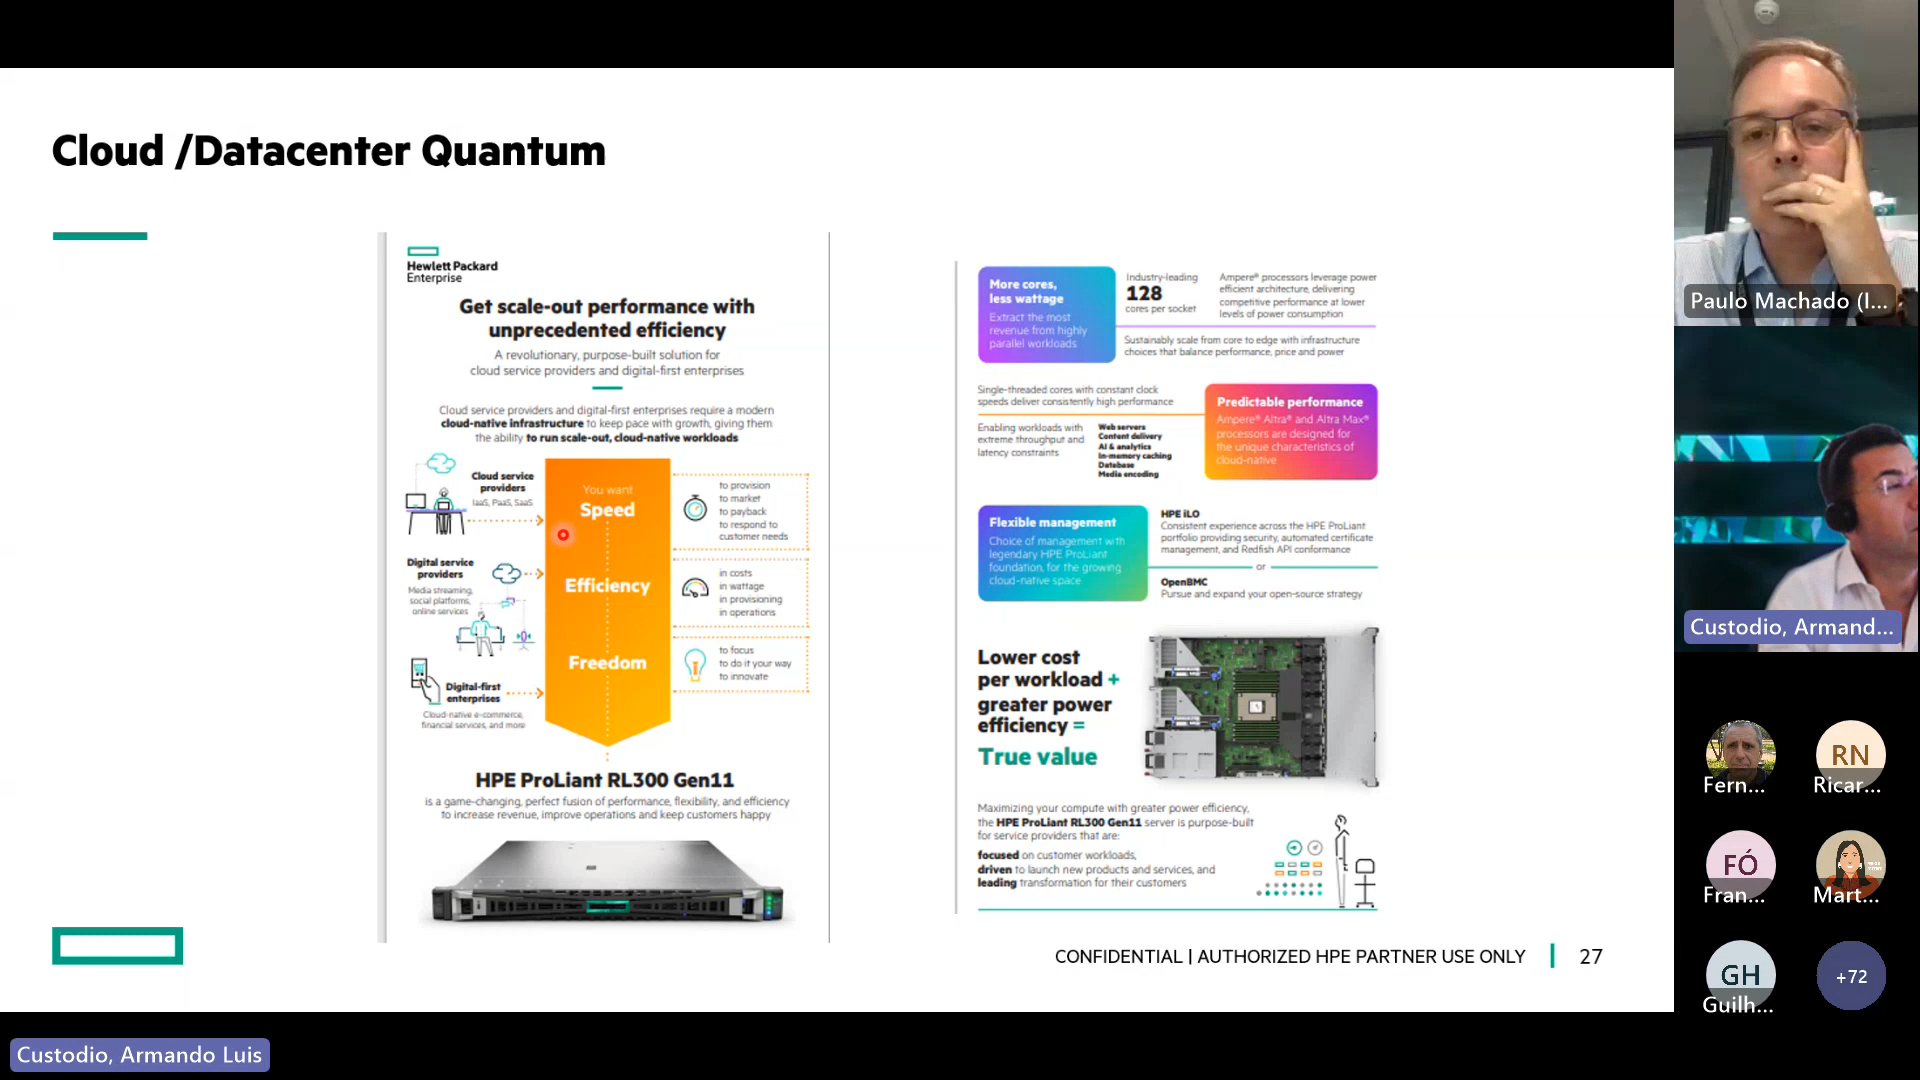 Cloud /Datacenter Quantum
Hewlett Packard
Enterprise
Get scale-out performance with
unprecedented efficiency
A revolutionary, purpose-built solution for
cloud service providers and digital-first enterprises
Cloud service providers and digital-first enterprises require a modern
cloud-native infrastructure to keep pace with growth, giving them
the ability to run scale-out, cloud-native workloads
Cloud service
providers
IaaS, PaaS, SaaS
Digital service
providers
Media streaming,
social platforms,
online services
Digital-first
enterprises
Cloud-native e-commerce,
financial services, and more
You want
Speed
Efficiency
Freedom
to provision
to market
to payback
to respond to
customer needs
in costs
in wattage
in provisioning
in operations
to focus
to do it your way
to innovate
HPE ProLiant RL300 Gen11
is a game-changing, perfect fusion of performance, flexibility, and efficiency
to increase revenue, improve operations and keep customers happy
More cores,
less wattage
Extract the most
revenue from highly
parallel workloads
Industry-leading
128
cores per socket
Ampere® processors leverage power
efficient architecture, delivering
competitive performance at lower
levels of power consumption
Sustainably scale from core to edge with infrastructure
choices that balance performance, price and power
Single-threaded cores with constant clock
speeds deliver consistently high performance
Enabling workloads with
extreme throughput and
latency constraints
Web servers
Content delivery
AI & analytics
In-memory caching
Database
Media encoding
Predictable performance
Ampere® Altra® and Altra Max®
processors are designed for
the unique characteristics of
cloud-native
Flexible management
Choice of management with
legendary HPE ProLiant
foundation, for the growing
cloud-native space
HPE iLO
Consistent experience across the HPE ProLiant
portfolio providing security, automated certificate
management, and Redfish API conformance
or
OpenBMC
Pursue and expand your open-source strategy
Lower cost
per workload +
greater power
efficiency =
True value
Maximizing your compute with greater power efficiency,
the HPE ProLiant RL300 Gen11 server is purpose-built
for service providers that are:
focused on customer workloads,
driven to launch new products and services, and
leading transformation for their customers
CONFIDENTIAL | AUTHORIZED HPE PARTNER USE ONLY
27
Custodio, Armando Luis
Paulo Machado (I...
Custodio, Armand...
Fern...
RN
Ricar...
FÓ
Fran...
Mart...
GH
Guilh...
+72